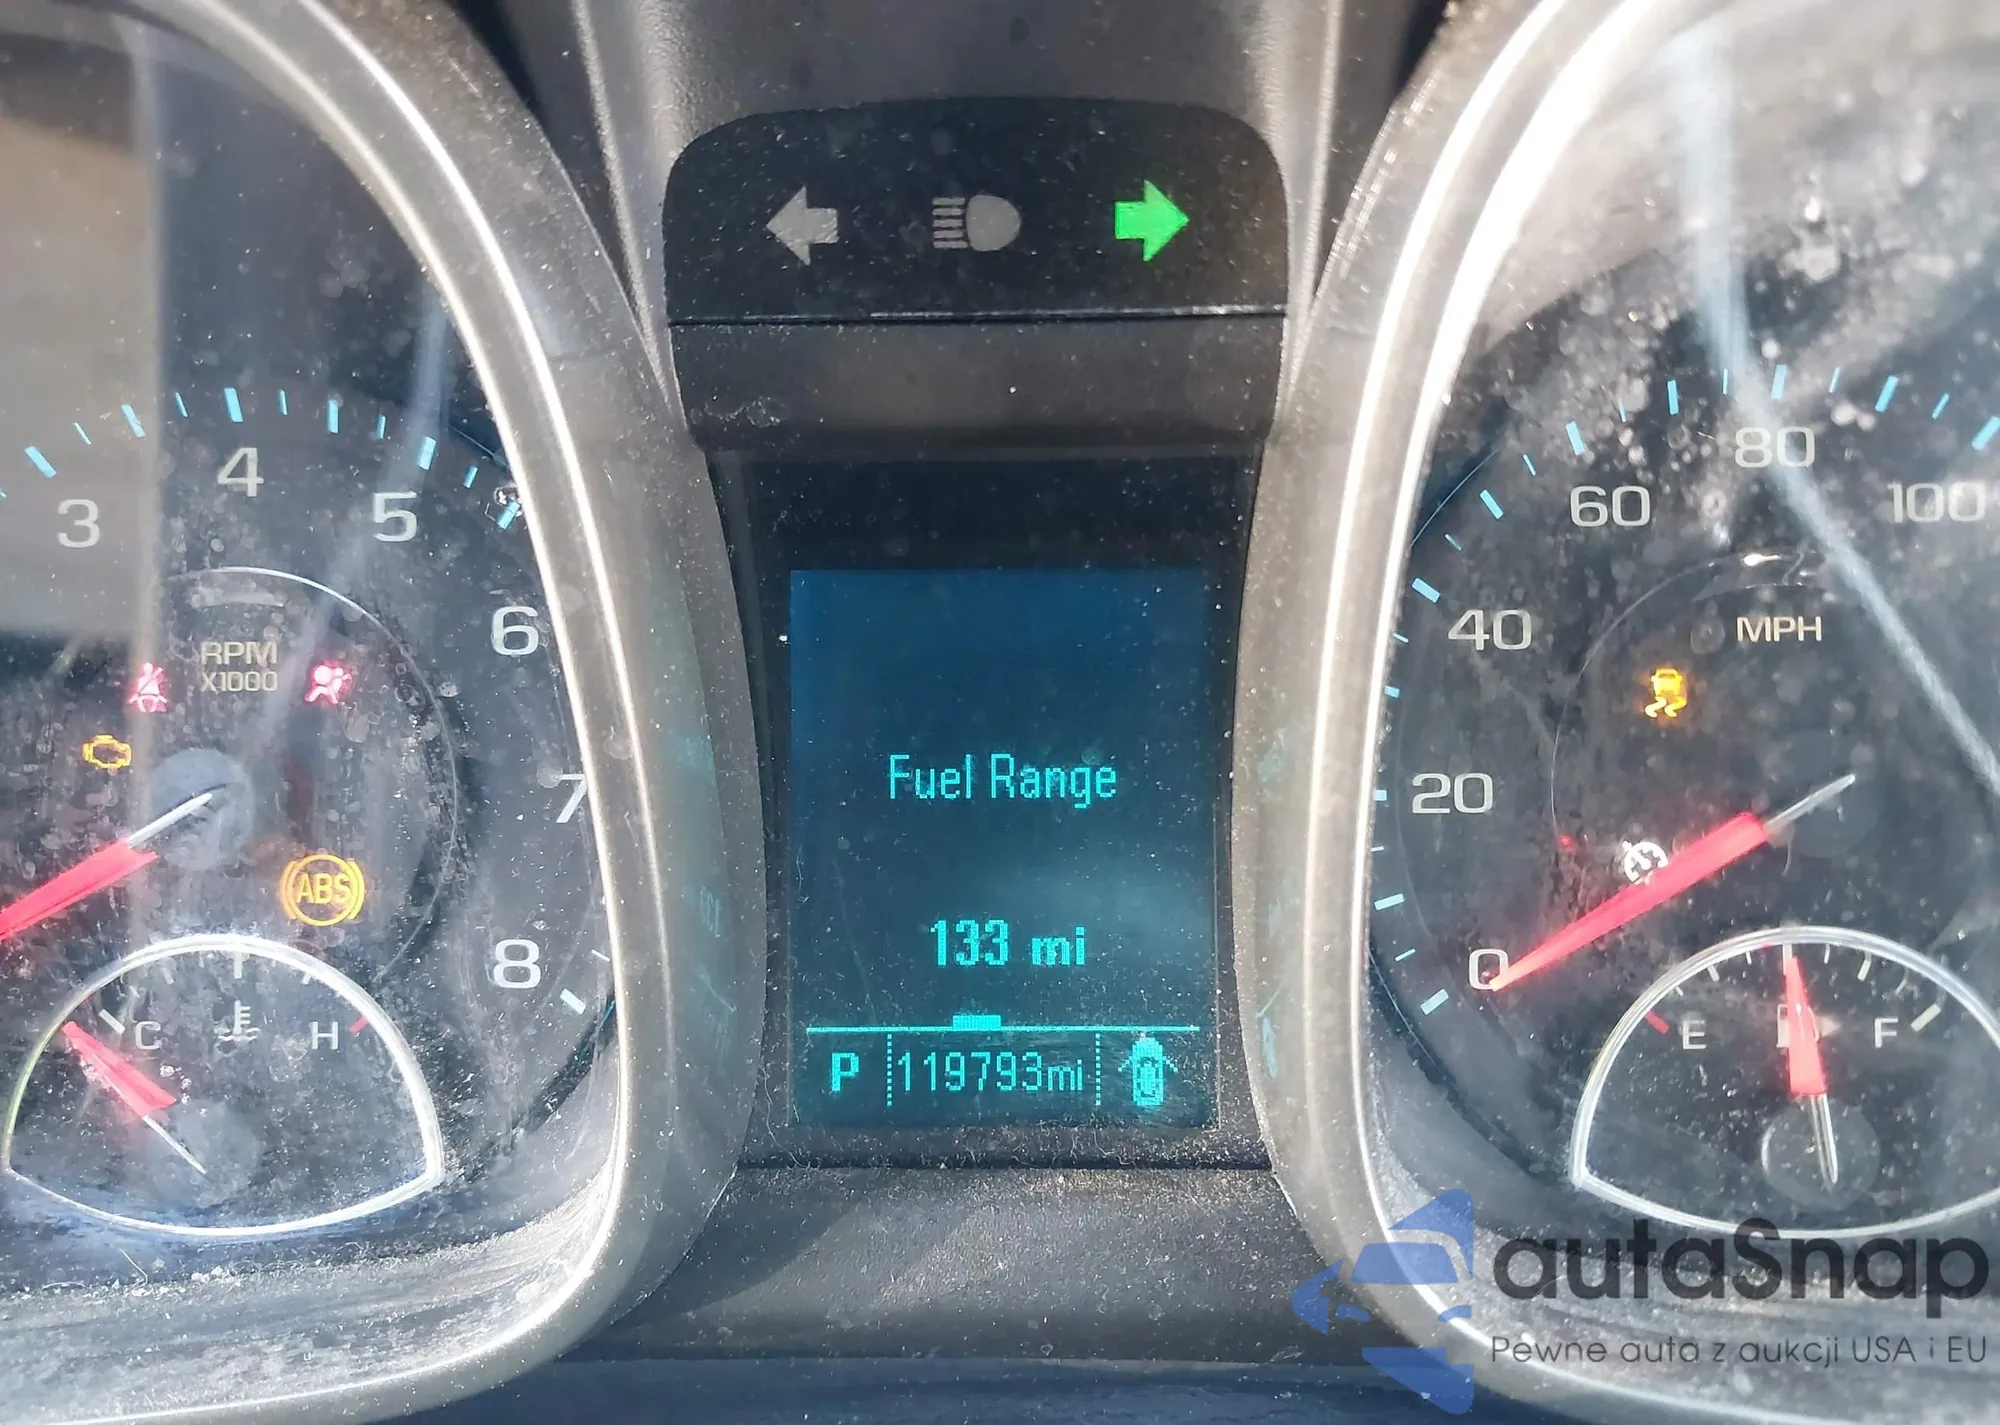 3 4 5 6 7 8
RPM
X1000
ABS
C H
Fuel Range
133 mi
P 119793mi
0 20 40 60 80 100
MPH
E F
autaSnap
Pewne auta z aukcji USA i EU